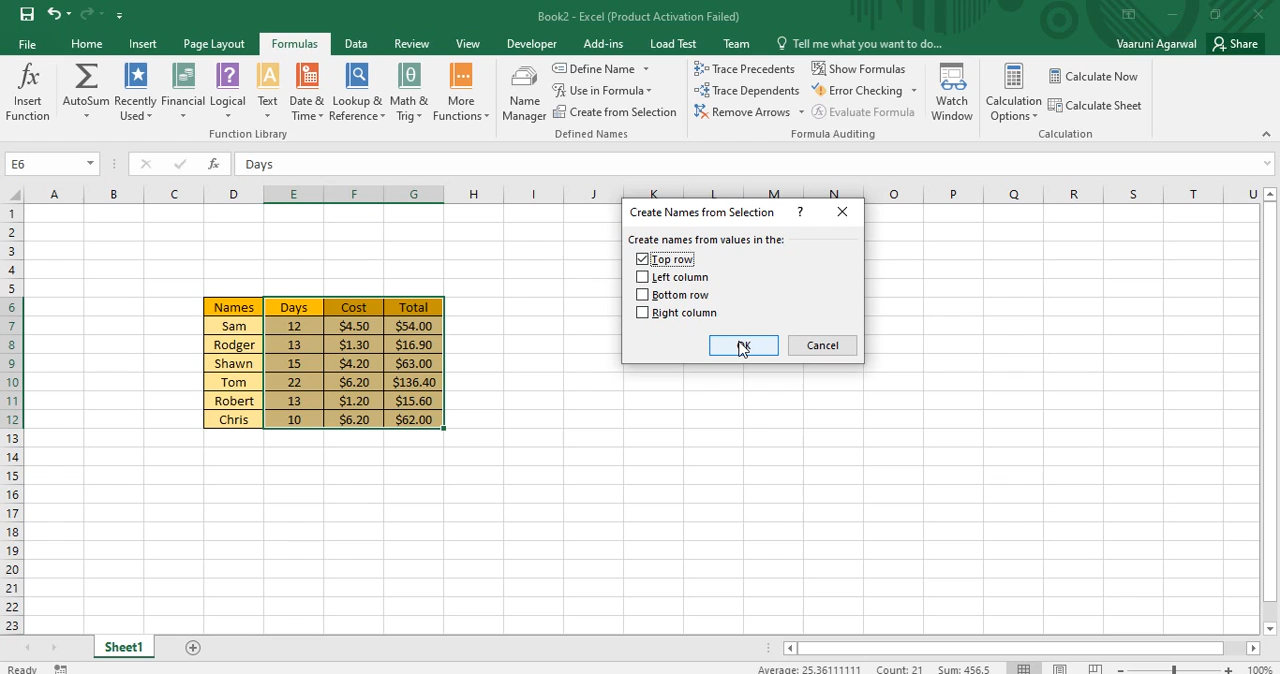 Book2 - Excel (Product Activation Failed)
File Home Insert Page Layout Formulas Data Review View Developer Add-ins Load Test Team Tell me what you want to do... Vaaruni Agarwal Share
fx Σ ? A θ
Insert Function
AutoSum
Recently Used
Financial
Logical
Text
Date & Time
Lookup & Reference
Math & Trig
More Functions
Function Library
Name Manager
Define Name
Use in Formula
Create from Selection
Defined Names
Trace Precedents
Trace Dependents
Remove Arrows
Show Formulas
Error Checking
Evaluate Formula
Formula Auditing
Watch Window
Calculation Options
Calculate Now
Calculate Sheet
Calculation
E6 fx Days
A B C D E F G H I J K L M N O P Q R S T U
1
2
3
4
5
6 Names Days Cost Total
7 Sam 12 $4.50 $54.00
8 Rodger 13 $1.30 $16.90
9 Shawn 15 $4.20 $63.00
10 Tom 22 $6.20 $136.40
11 Robert 13 $1.20 $15.60
12 Chris 10 $6.20 $62.00
13
14
15
16
17
18
19
20
21
22
23
Create Names from Selection ?
Create names from values in the:
Top row
Left column
Bottom row
Right column
OK Cancel
Sheet1
Ready Average: 25.36111111 Count: 21 Sum: 456.5 100%